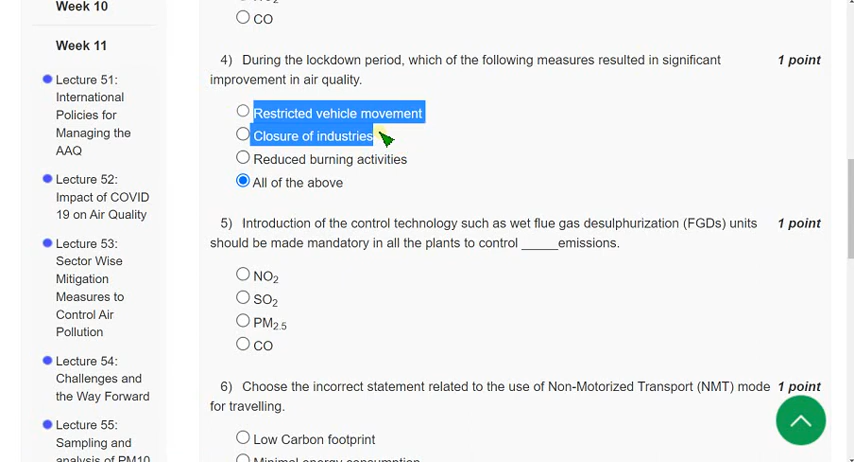 Week 10
Week 11
Lecture 51:
International
Policies for
Managing the
AAQ
Lecture 52:
Impact of COVID
19 on Air Quality
Lecture 53:
Sector Wise
Mitigation
Measures to
Control Air
Pollution
Lecture 54:
Challenges and
the Way Forward
Lecture 55:
Sampling and
analysis of PM10
CO
4) During the lockdown period, which of the following measures resulted in significant 1 point
improvement in air quality.
Restricted vehicle movement
Closure of industries
Reduced burning activities
All of the above
5) Introduction of the control technology such as wet flue gas desulphurization (FGDs) units 1 point
should be made mandatory in all the plants to control _____emissions.
NO2
SO2
PM2.5
CO
6) Choose the incorrect statement related to the use of Non-Motorized Transport (NMT) mode 1 point
for travelling.
Low Carbon footprint
Minimal energy consumption